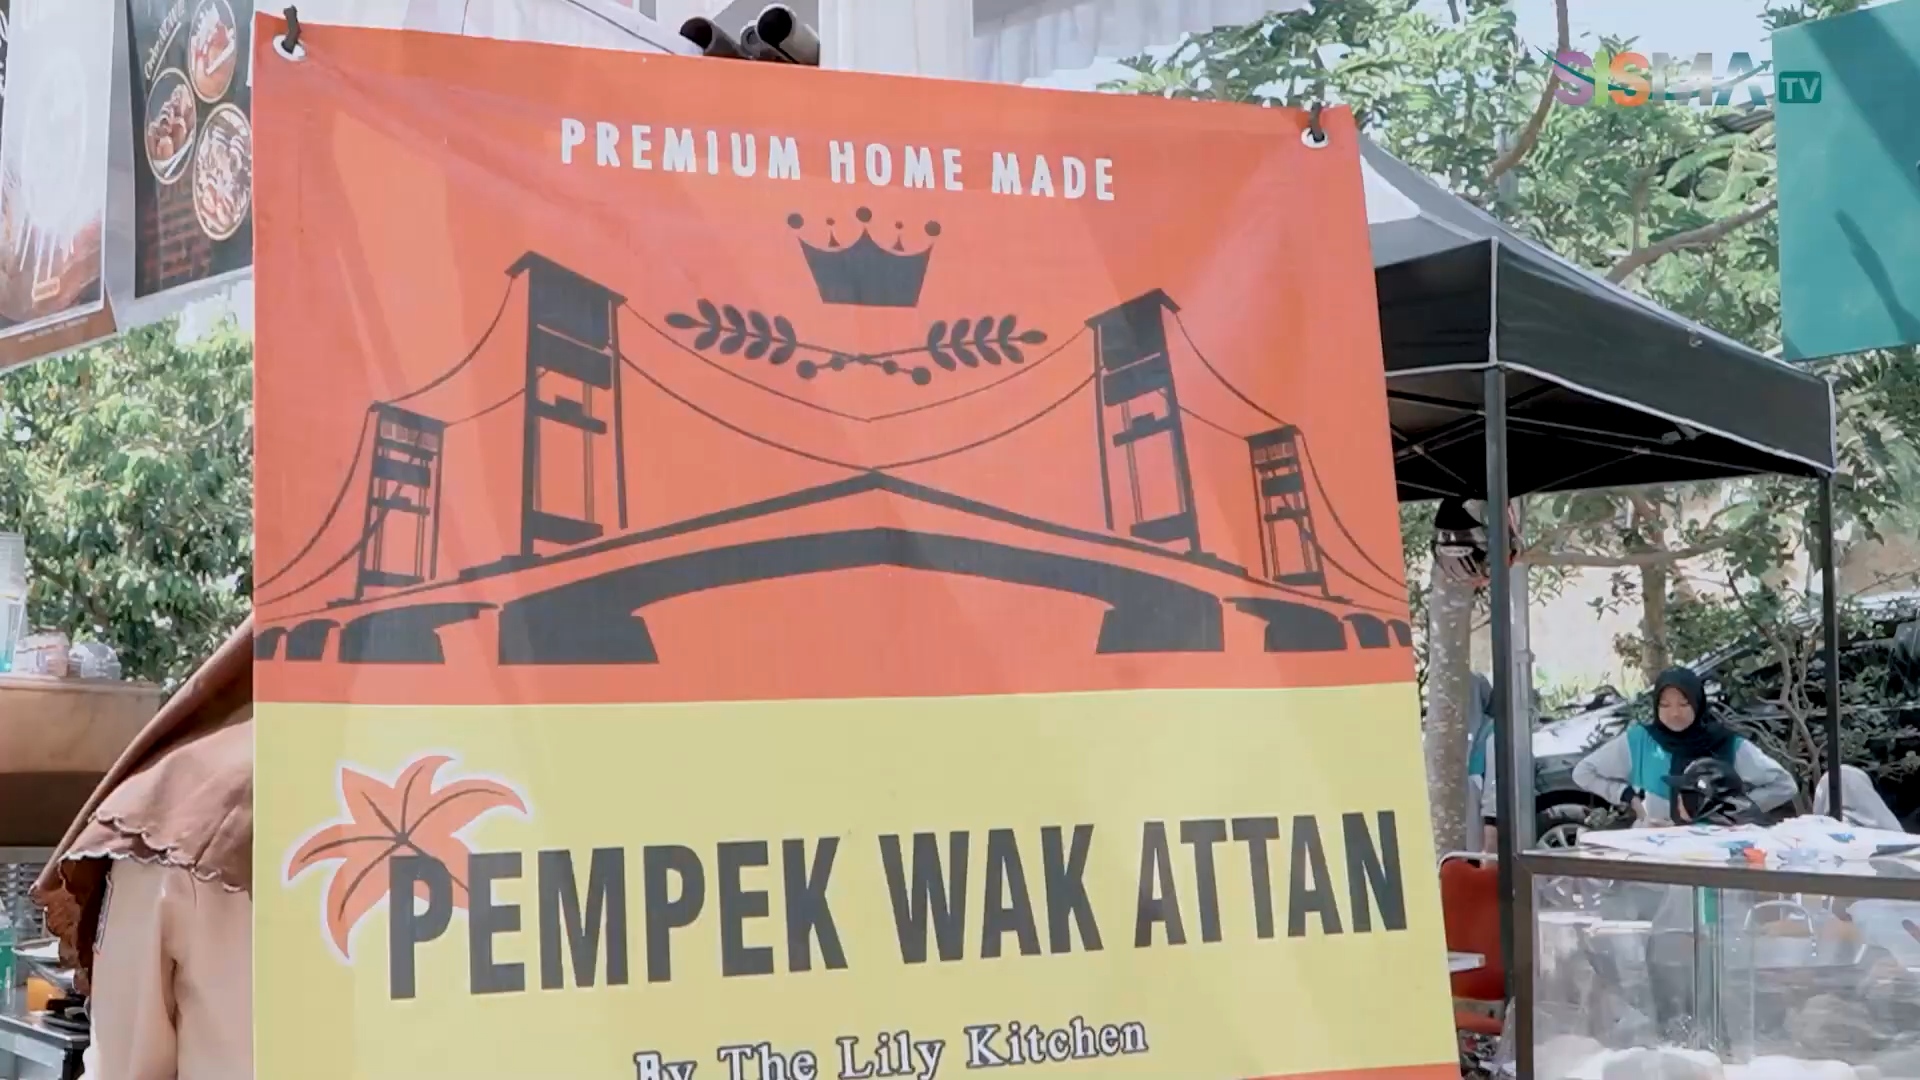 SISMA TV
PREMIUM HOME MADE
PEMPEK WAK ATTAN
By The Lily Kitchen